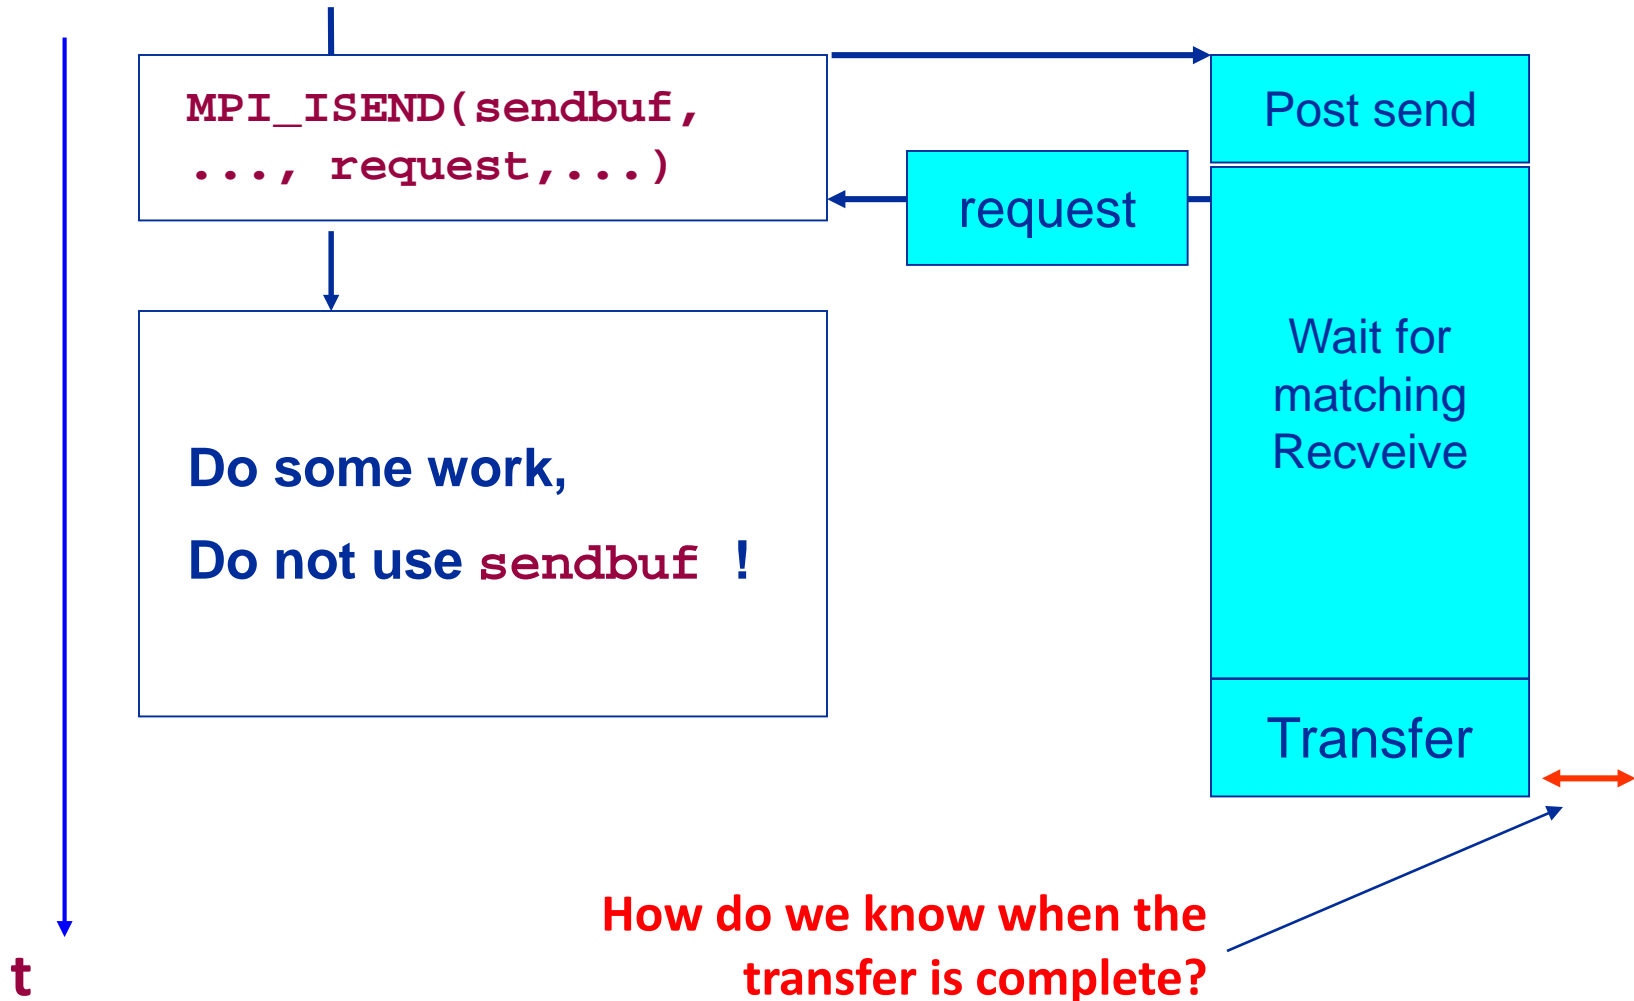 MPI_ISEND(sendbuf,
..., request,...)
Post send
request
Wait for
matching
Recveive
Do some work,
Do not use sendbuf !
Transfer
How do we know when the
transfer is complete?
t